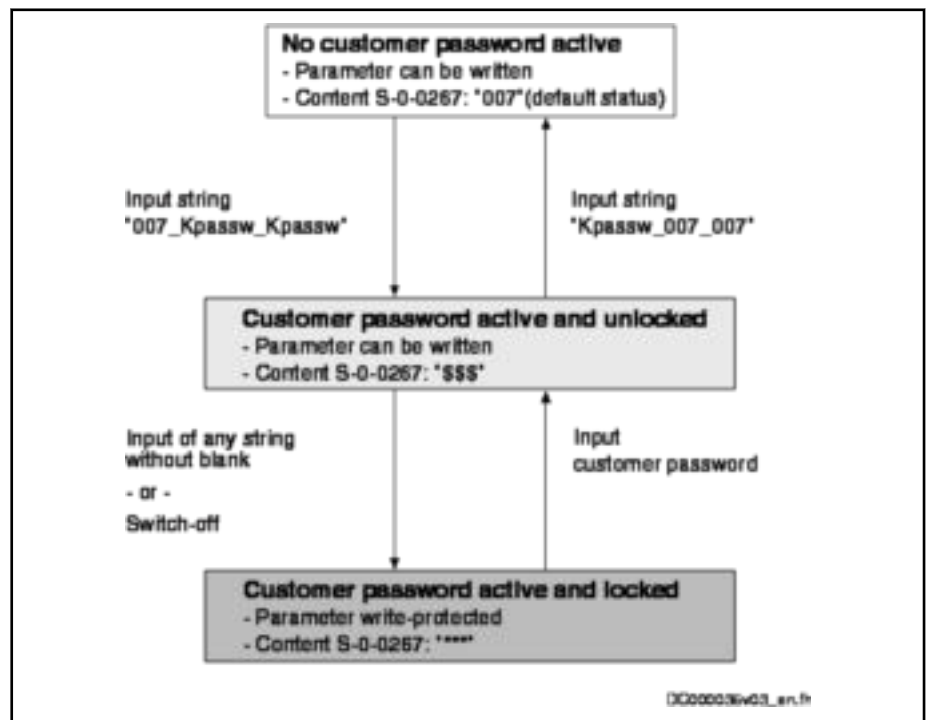 No customer password active
- Parameter can be written
- Content S-0-0267: "007"(default status)
Input string
"007_Kpassw_Kpassw"
Input string
"Kpassw_007_007"
Customer password active and unlocked
- Parameter can be written
- Content S-0-0267: "$$$"
Input of any string
without blank
- or -
Switch-off
Input
customer password
Customer password active and locked
- Parameter write-protected
- Content S-0-0267: "***"